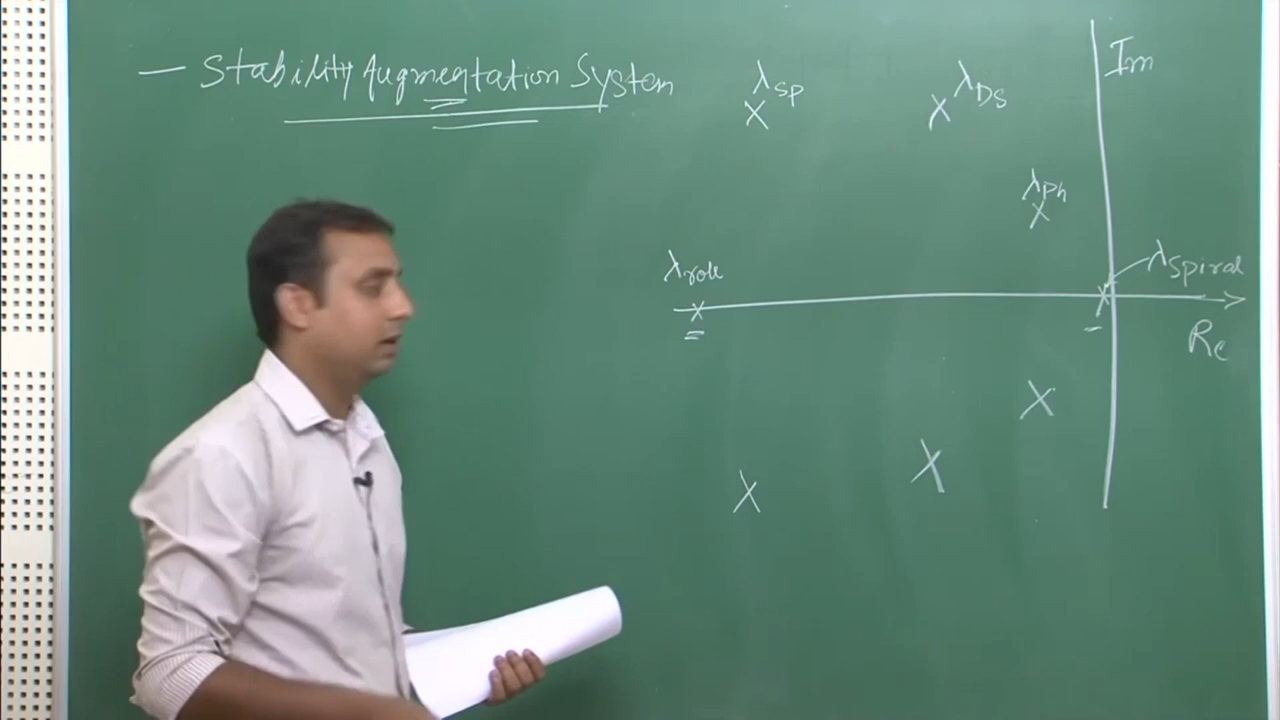 — Stability Augmentation System
λSP
λDS
Im
λPh
λroll
λSpiral
Re